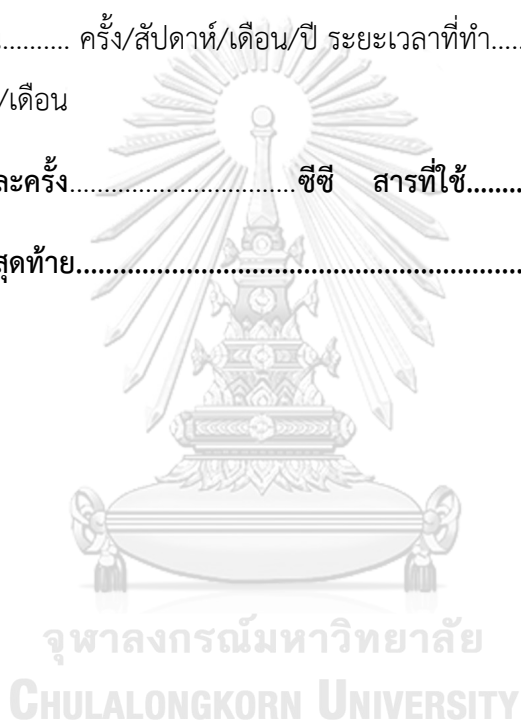 ........... ครั้ง/สัปดาห์/เดือน/ปี ระยะเวลาที่ทำ.....
/เดือน
ละครั้ง................................ซีซี สารที่ใช้.........
สุดท้าย......................................................................
จุฬาลงกรณ์มหาวิทยาลัย
CHULALONGKORN UNIVERSITY